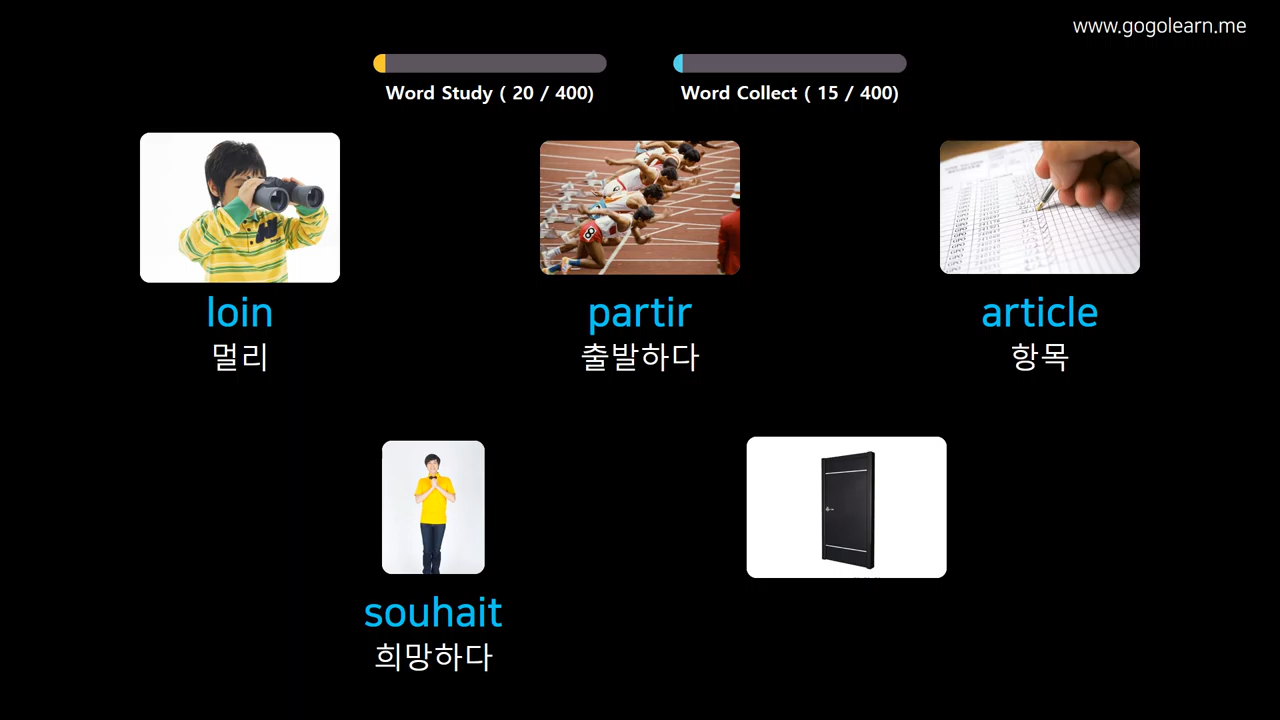 www.gogolearn.me
Word Study ( 20 / 400)
Word Collect ( 15 / 400)
loin
partir
article
멀리
출발하다
항목
souhait
희망하다